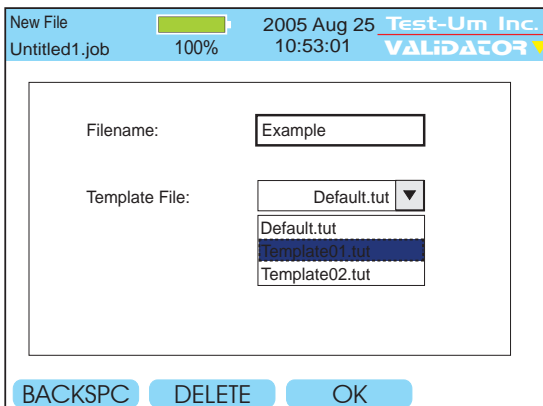 New File
Untitled1.job
100%
2005 Aug 25
10:53:01
Test-Um Inc.
VALIDATOR
Filename:
Example
Template File:
Default.tut
Default.tut
Template01.tut
Template02.tut
BACKSPC
DELETE
OK